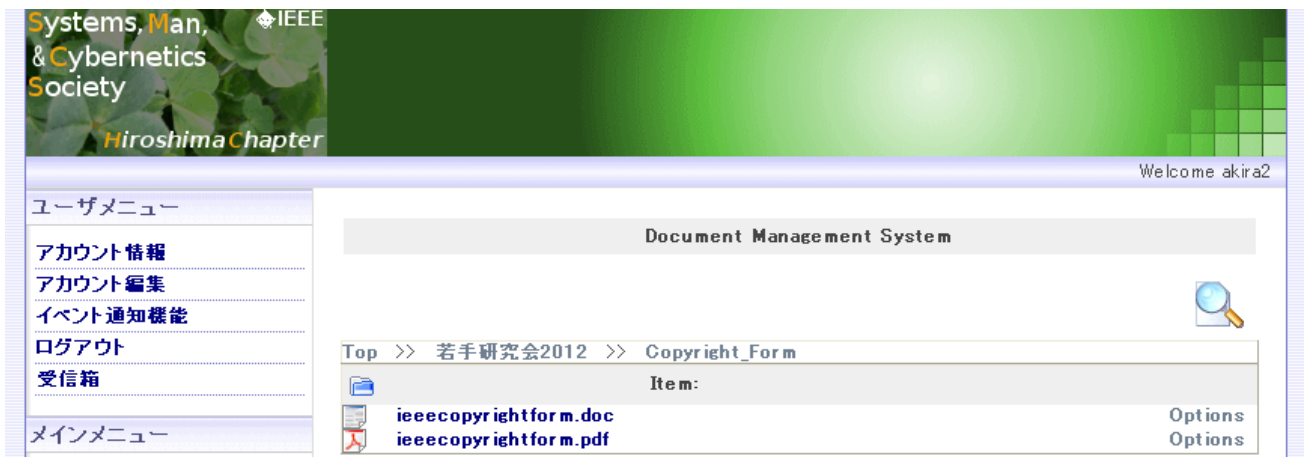 Systems, Man,
IEEE
& Cybernetics
Society
Hiroshima Chapter
Welcome akira2
ユーザメニュー
アカウント情報
アカウント編集
イベント通知機能
ログアウト
受信箱
メインメニュー
Document Management System
Top >> 若手研究会2012 >> Copyright_Form
Item:
ieeecopyrightform.doc Options
ieeecopyrightform.pdf Options